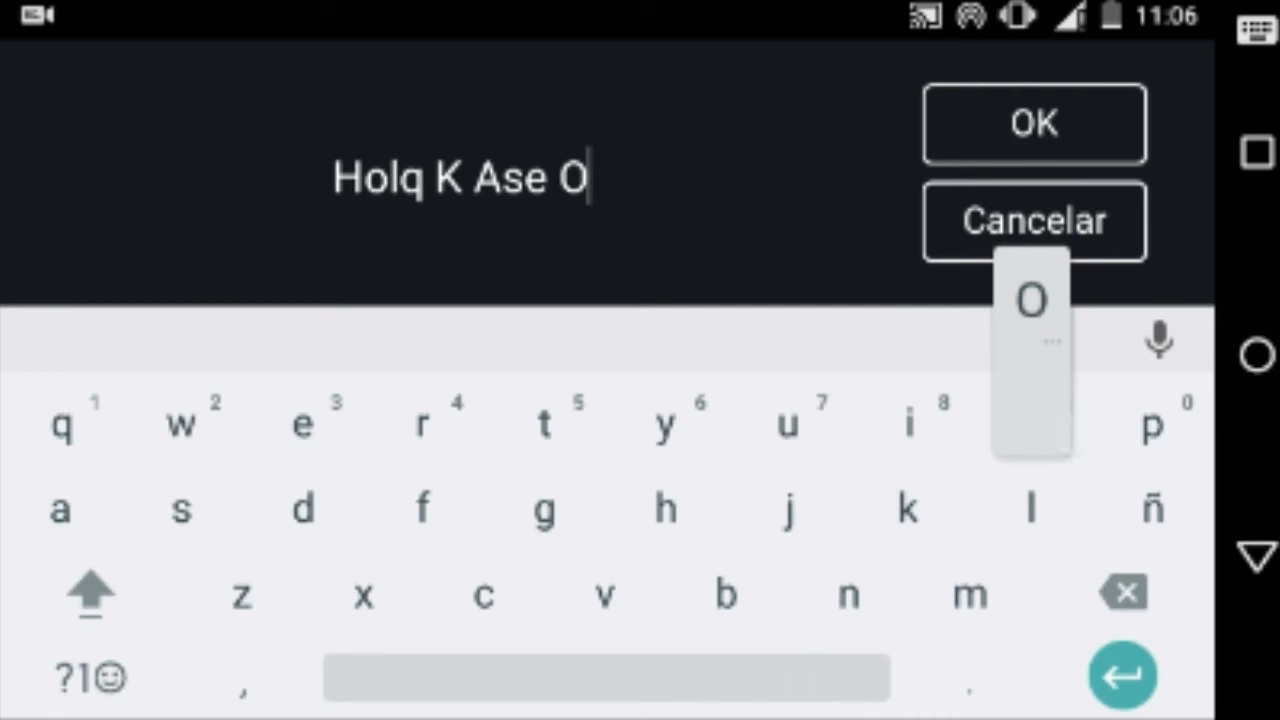 11:06
OK
Holq K Ase O
Cancelar
O
...
q 1 w 2 e 3 r 4 t 5 y 6 u 7 i 8 p 0
a s d f g h j k l ñ
z x c v b n m
?1☺ , .